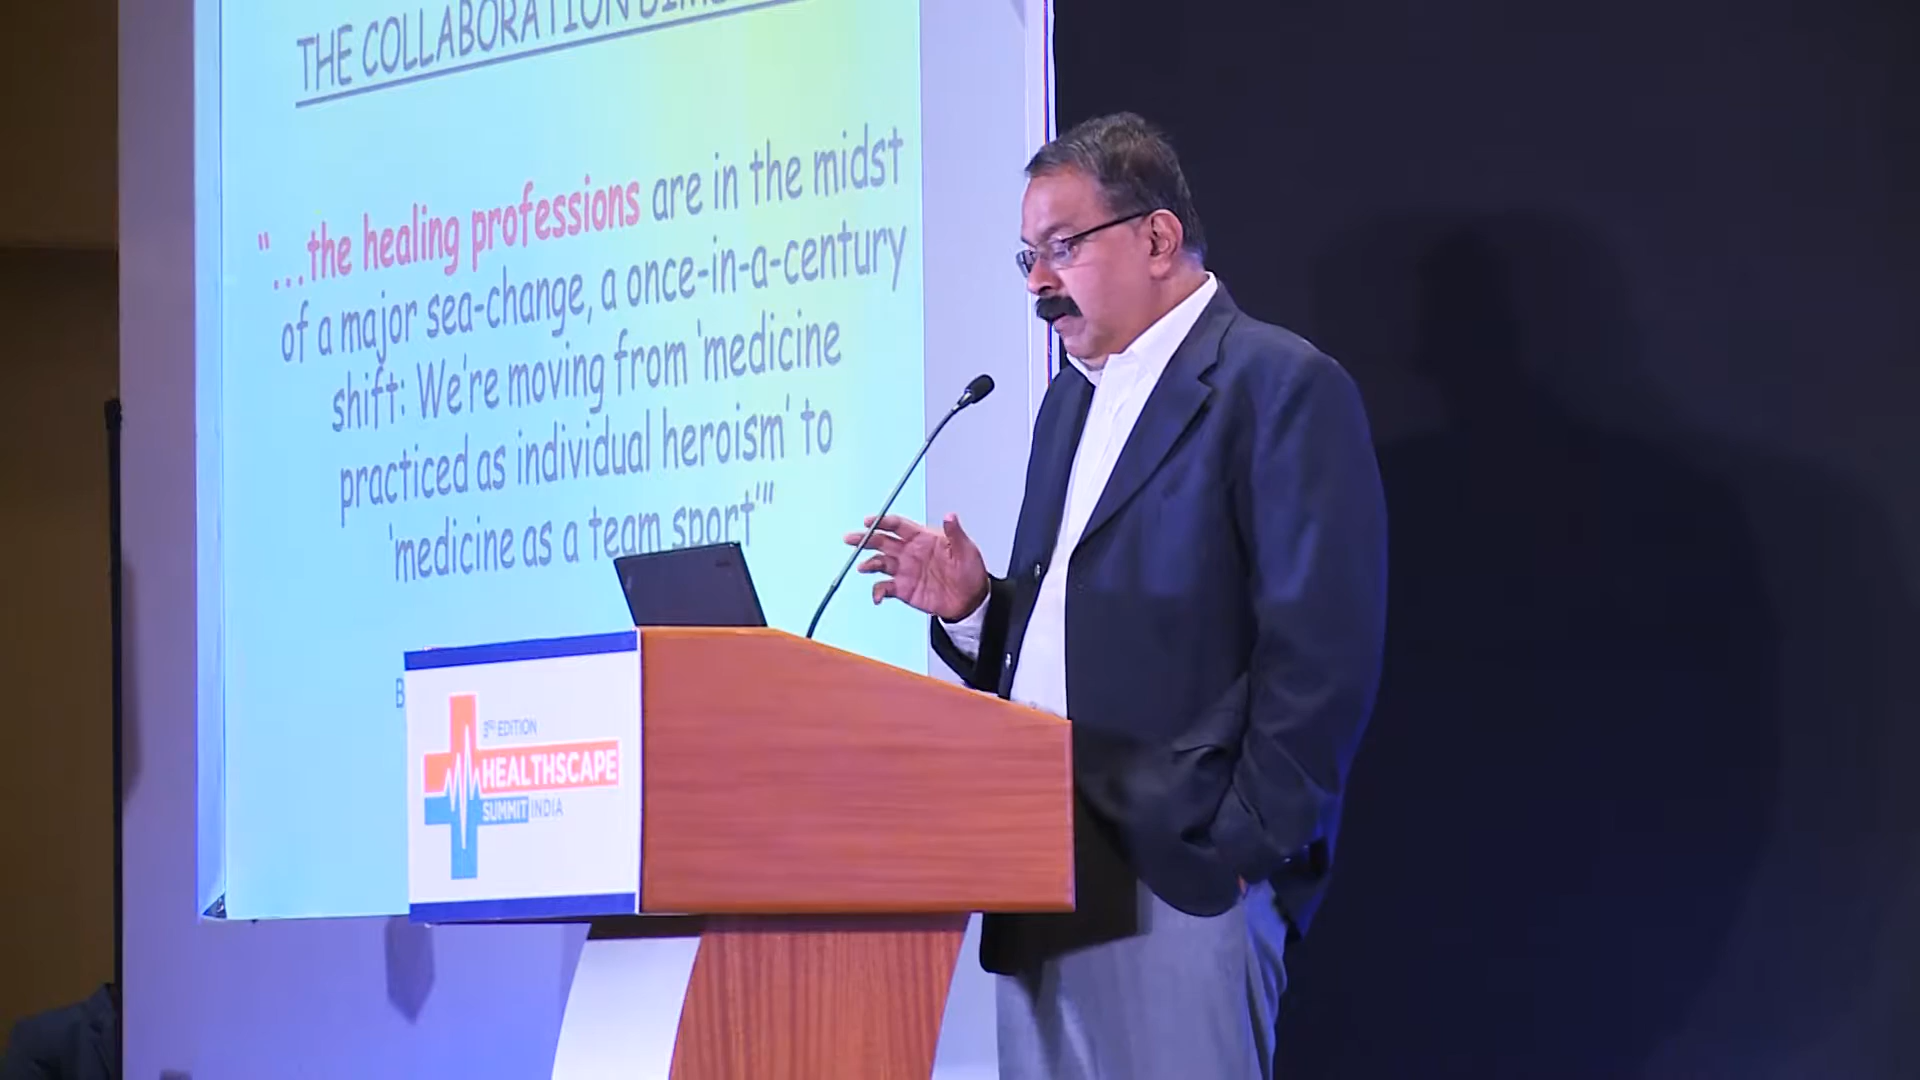 THE COLLABORATION
“...the healing professions are in the midst
of a major sea-change, a once-in-a-century
shift: We're moving from 'medicine
practiced as individual heroism' to
'medicine as a team sport'”
B
EDITION
HEALTHSCAPE
SUMMIT INDIA